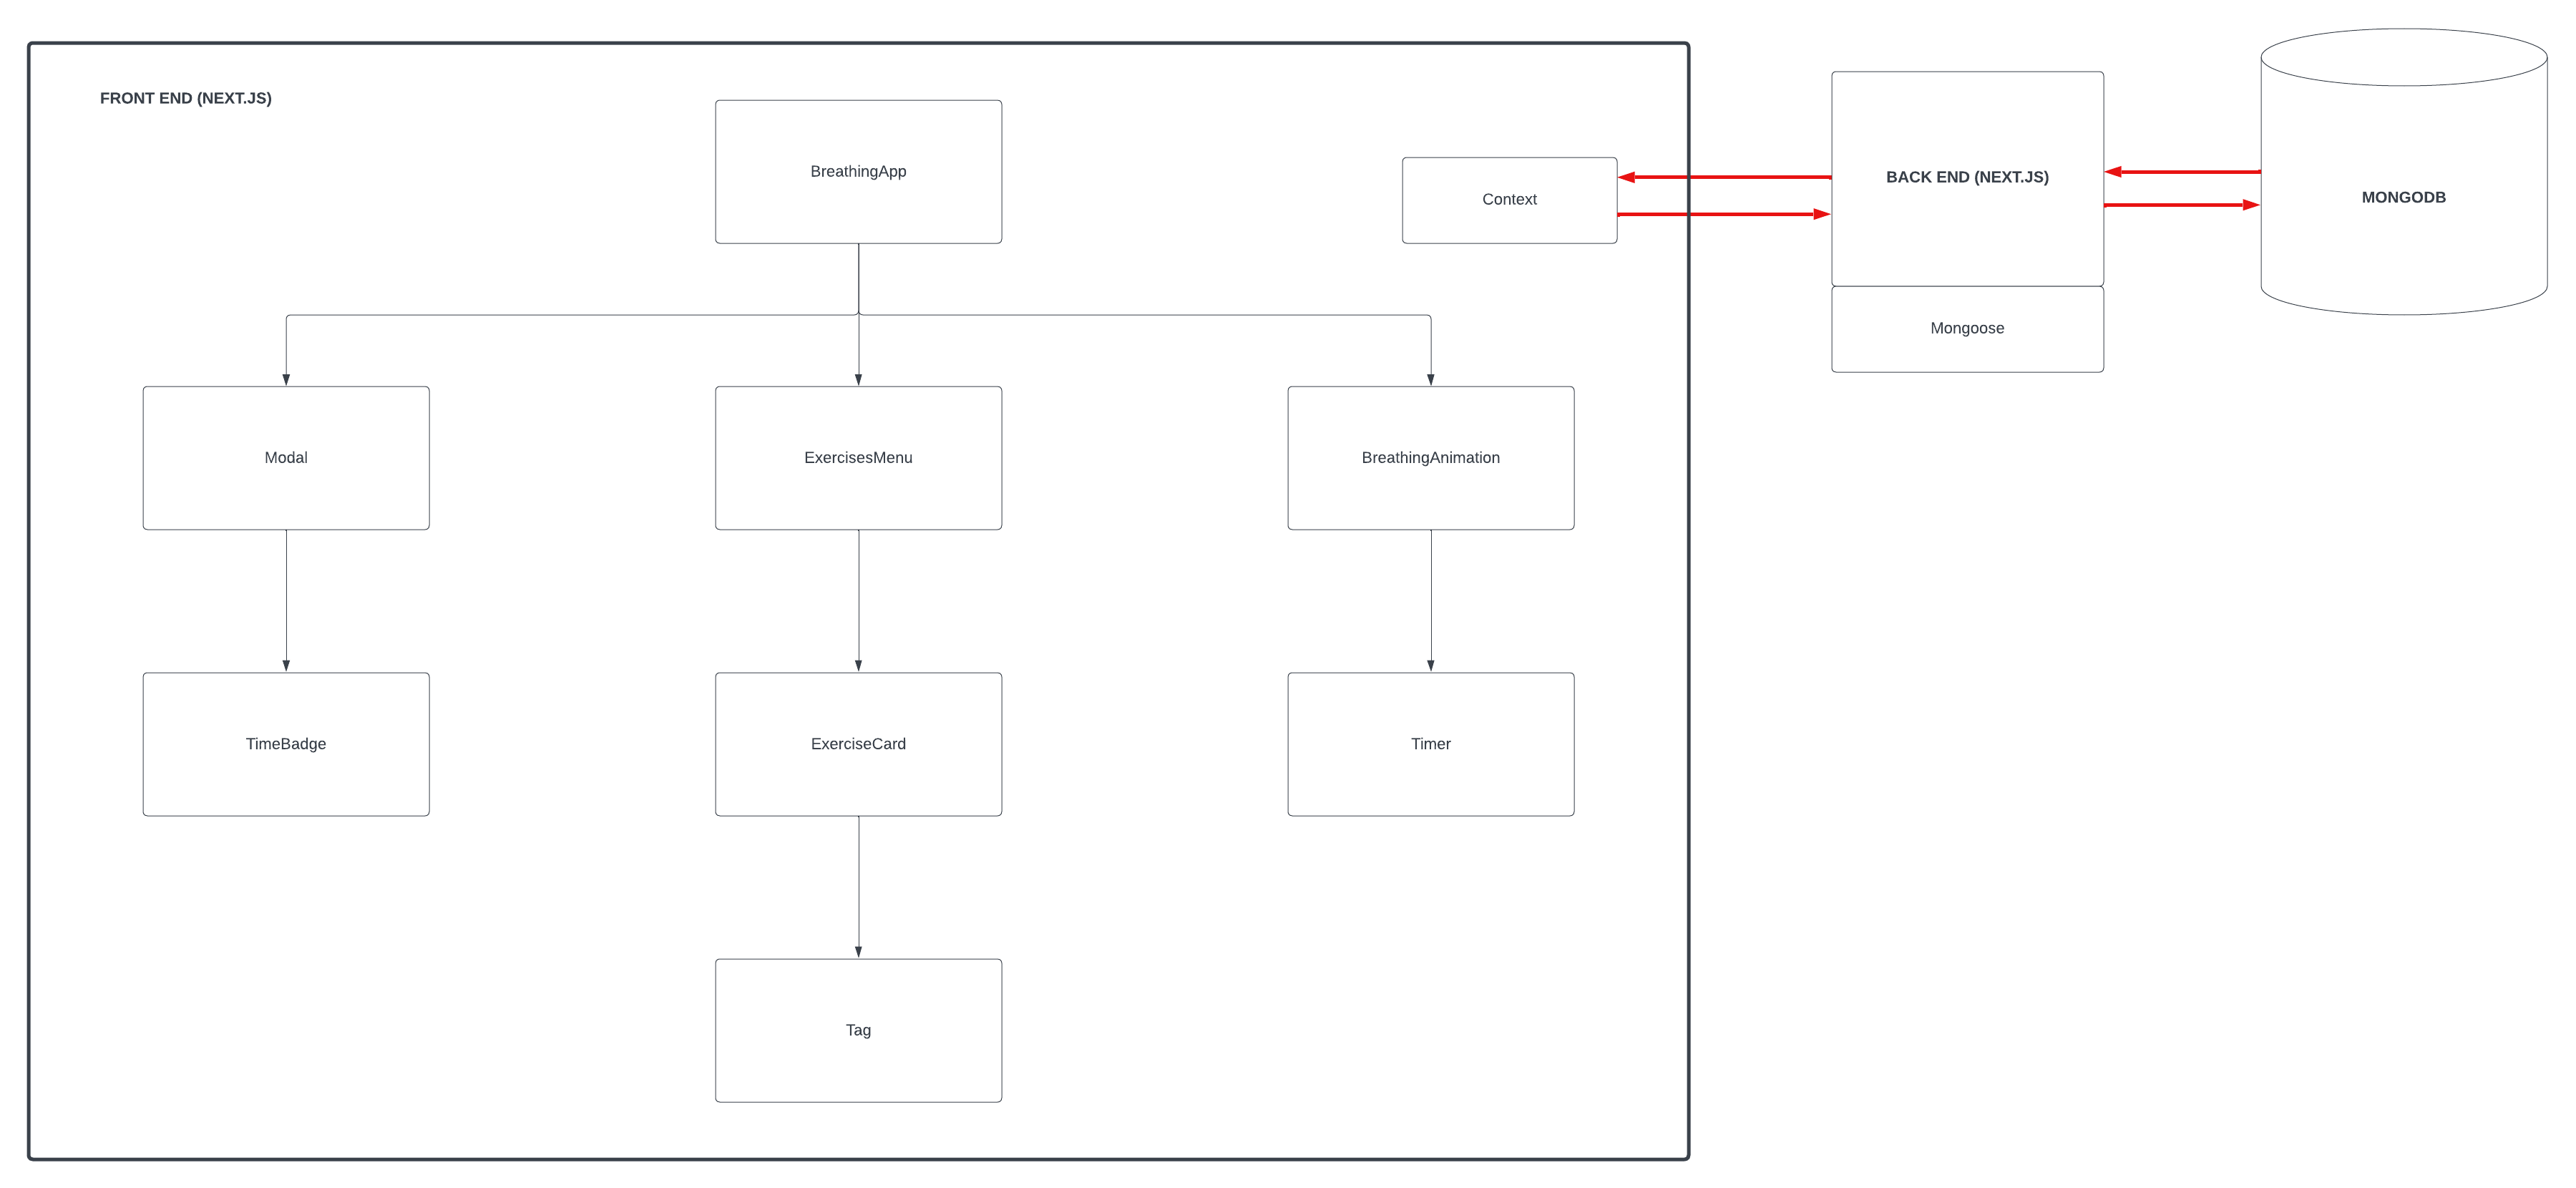 FRONT END (NEXT.JS)
BreathingApp
Context
BACK END (NEXT.JS)
MONGODB
Mongoose
Modal
ExercisesMenu
BreathingAnimation
TimeBadge
ExerciseCard
Timer
Tag